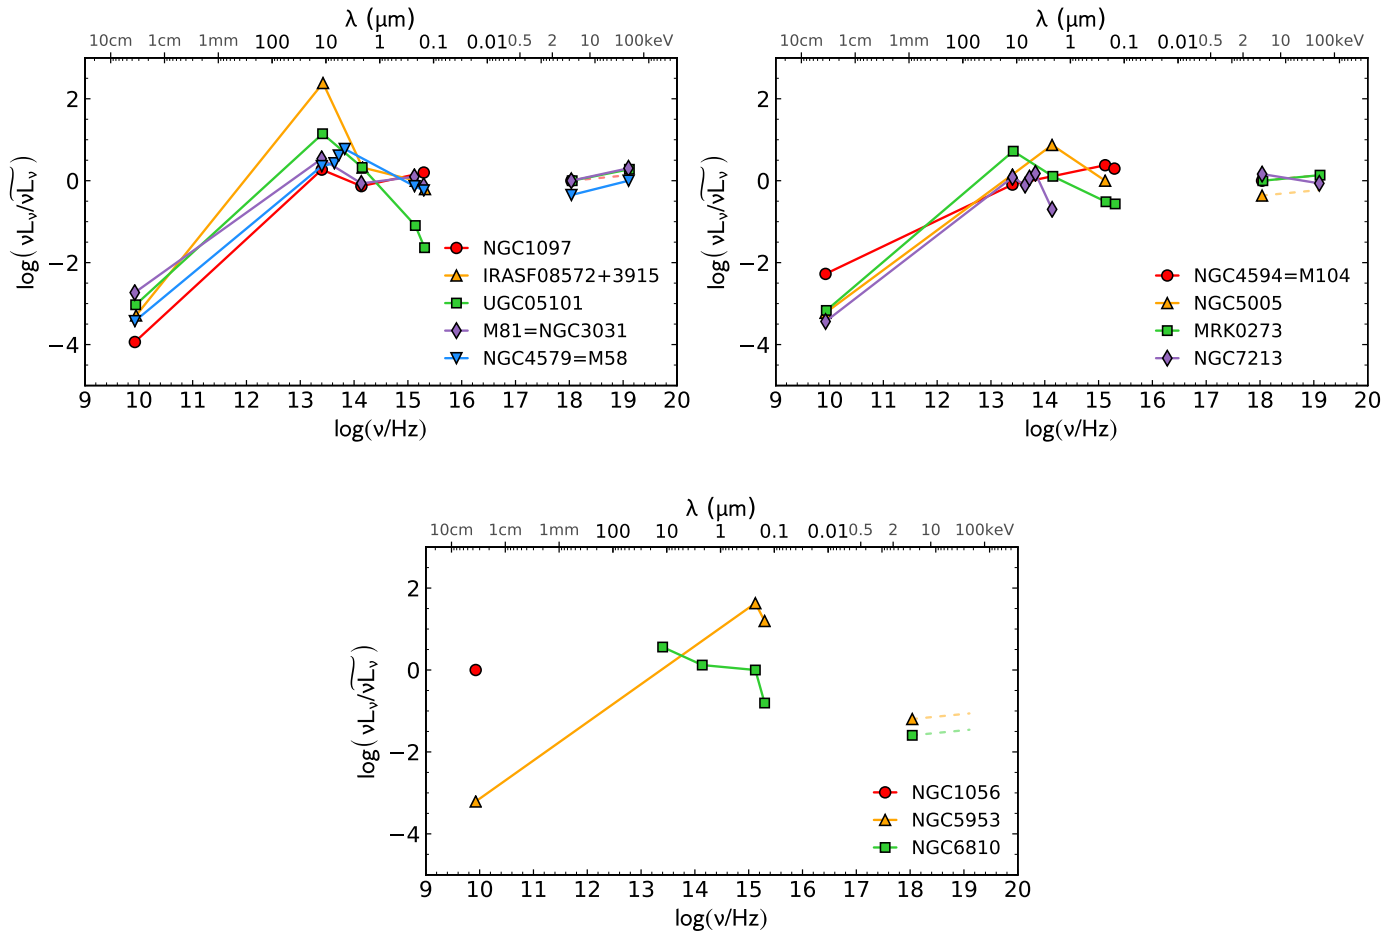 λ (μm)
10cm 1cm 1mm 100 10 1 0.1 0.01 0.5 2 10 100keV
log( νLν/νLν )
2
0
−2
−4
NGC1097
IRASF08572+3915
UGC05101
M81=NGC3031
NGC4579=M58
9 10 11 12 13 14 15 16 17 18 19 20
log(ν/Hz)
λ (μm)
10cm 1cm 1mm 100 10 1 0.1 0.01 0.5 2 10 100keV
log( νLν/νLν )
2
0
−2
−4
NGC4594=M104
NGC5005
MRK0273
NGC7213
9 10 11 12 13 14 15 16 17 18 19 20
log(ν/Hz)
λ (μm)
10cm 1cm 1mm 100 10 1 0.1 0.01 0.5 2 10 100keV
log( νLν/νLν )
2
0
−2
−4
NGC1056
NGC5953
NGC6810
9 10 11 12 13 14 15 16 17 18 19 20
log(ν/Hz)